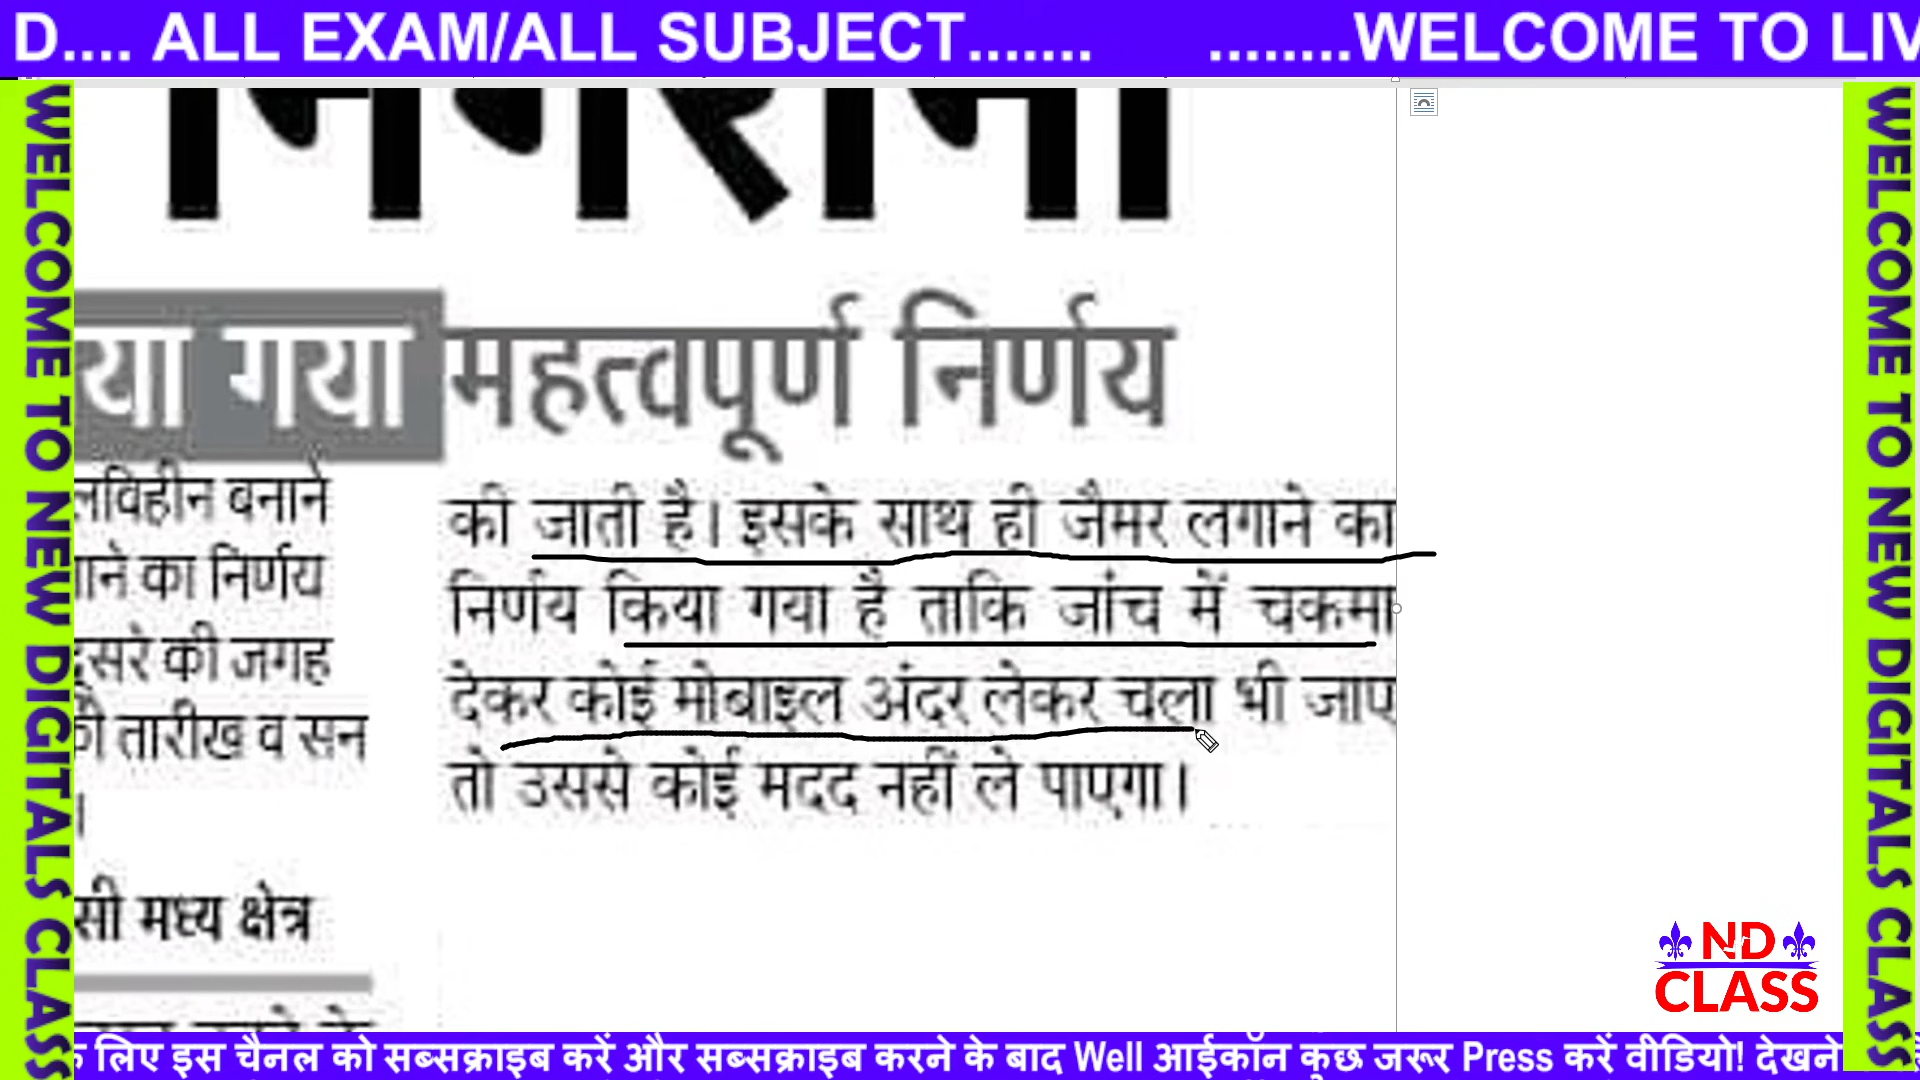 D.... ALL EXAM/ALL SUBJECT....... ........WELCOME TO LIV
WELCOME TO NEW DIGITALS CLASS
निगरानी
या गया महत्वपूर्ण निर्णय
लविहीन बनाने
ाने का निर्णय
दूसरे की जगह
की तारीख व सन
।
सी मध्य क्षेत्र
की जाती है। इसके साथ ही जैमर लगाने का
निर्णय किया गया है ताकि जांच में चकमा
देकर कोई मोबाइल अंदर लेकर चला भी जाए
तो उससे कोई मदद नहीं ले पाएगा।
WELCOME TO NEW DIGITALS CLASS
ND
CLASS
के लिए इस चैनल को सब्सक्राइब करें और सब्सक्राइब करने के बाद Well आईकॉन कुछ जरूर Press करें वीडियो! देखने